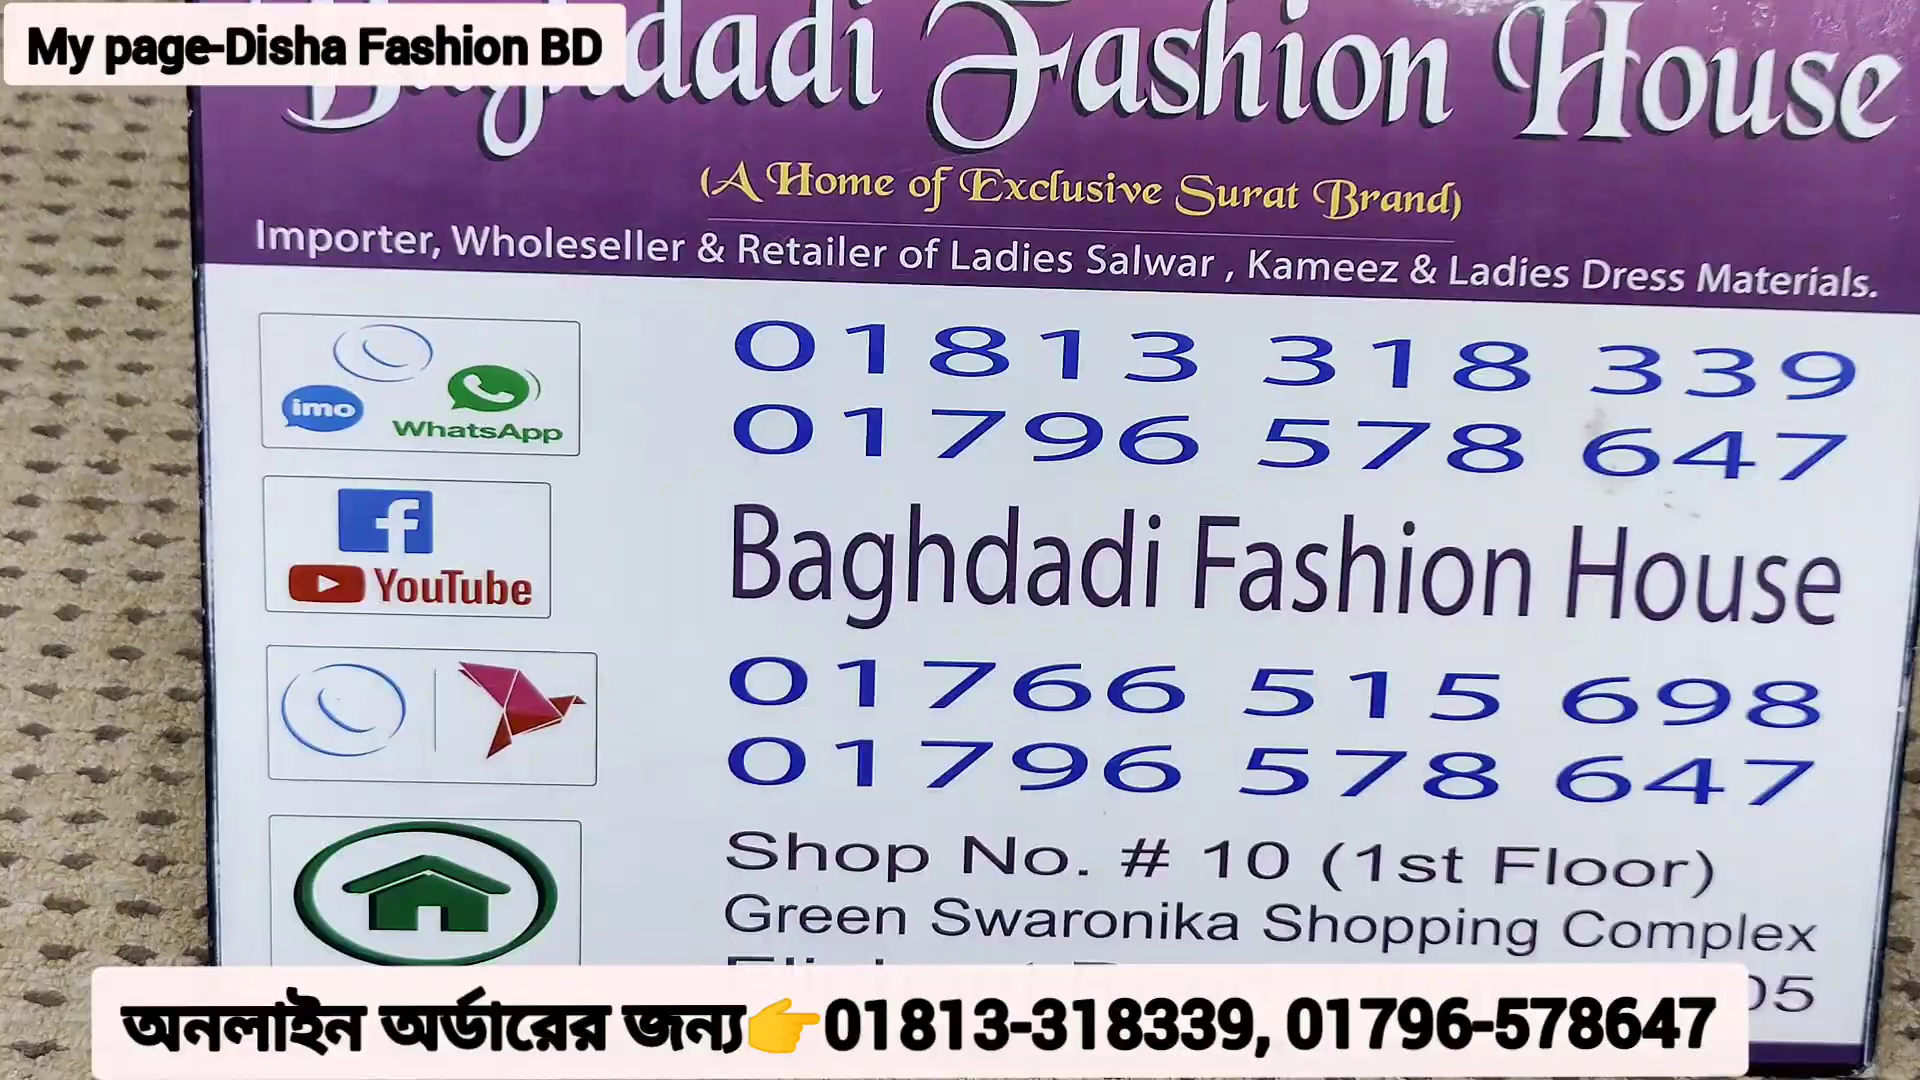 My page-Disha Fashion BD
Baghdadi Fashion House
(A Home of Exclusive Surat Brand)
Importer, Wholeseller & Retailer of Ladies Salwar , Kameez & Ladies Dress Materials.
imo
WhatsApp
01813 318 339
01796 578 647
YouTube
Baghdadi Fashion House
01766 515 698
01796 578 647
Shop No. # 10 (1st Floor)
Green Swaronika Shopping Complex
05
অনলাইন অর্ডারের জন্য👉01813-318339, 01796-578647